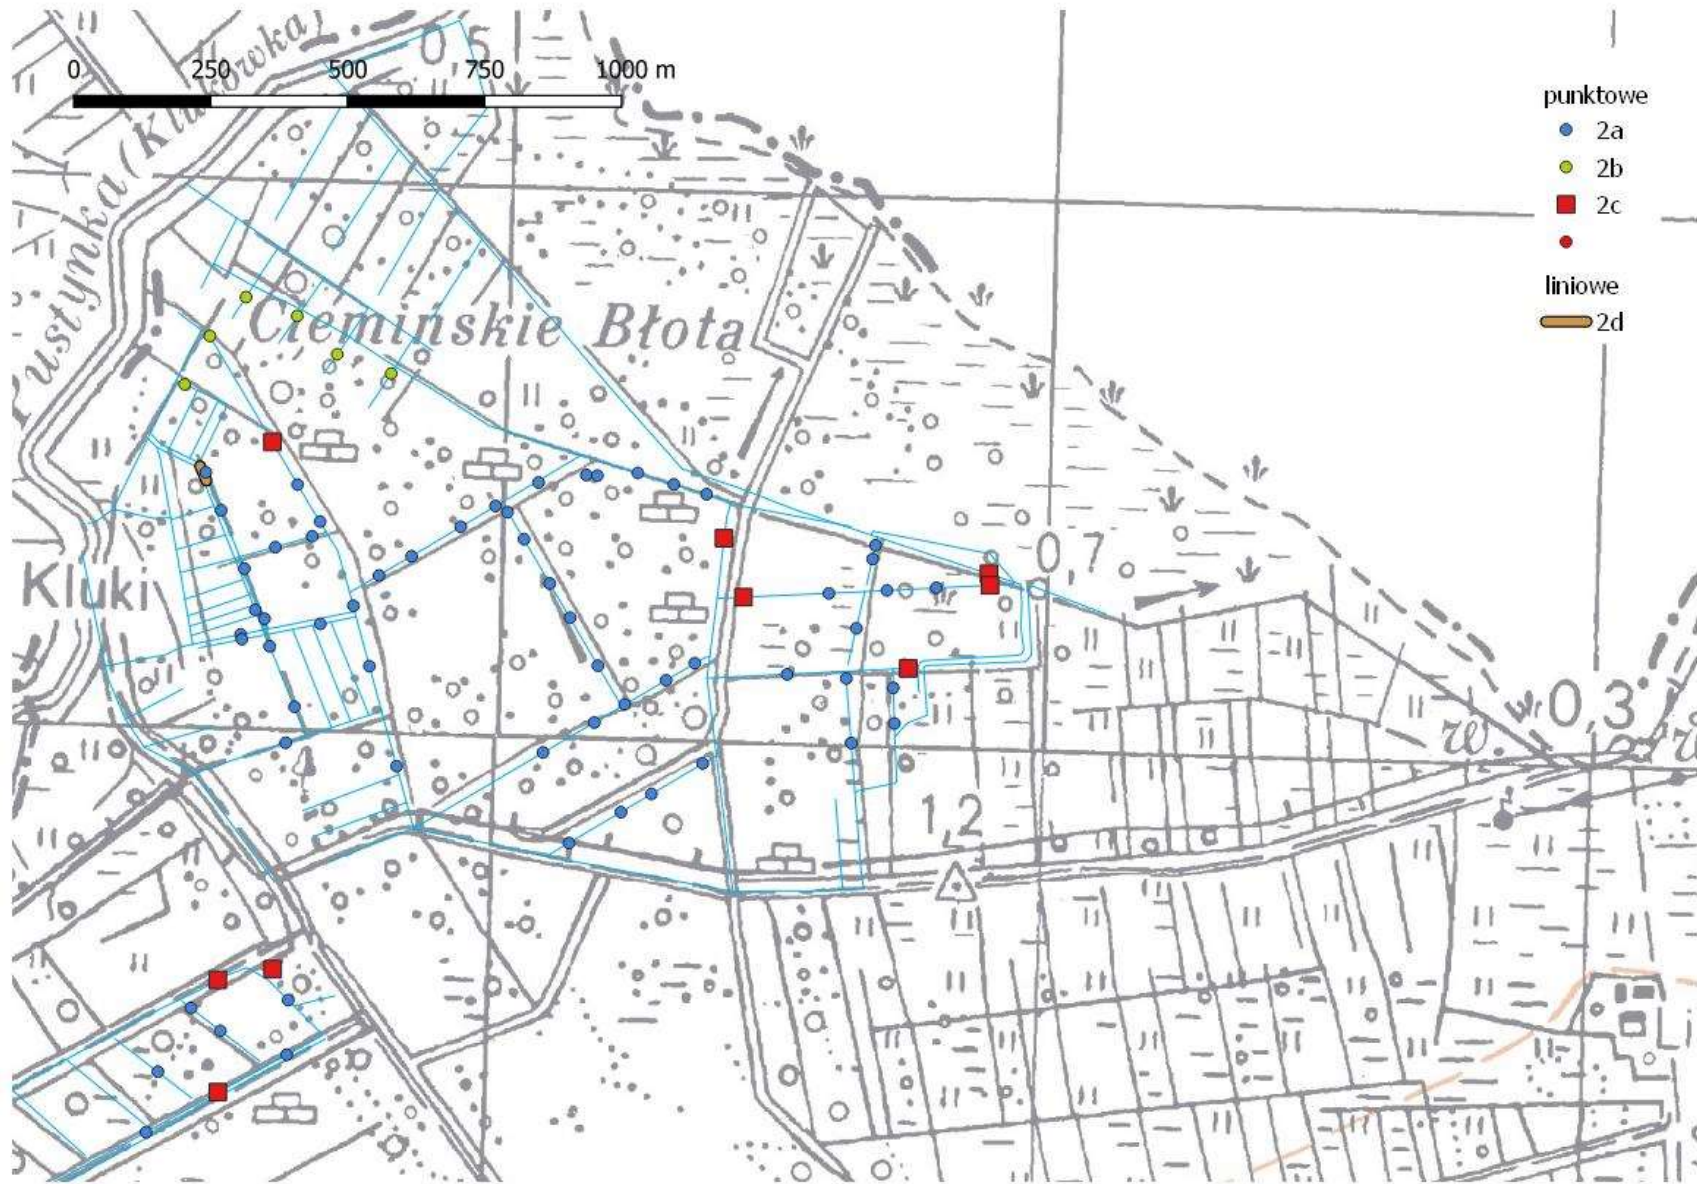 0 250 500 750 1000 m
0,5
Pustynka (Klukówka)
punktowe
2a
2b
2c
liniowe
2d
Ciemińskie Błota
0,7
Kluki
0,3
w
1,2